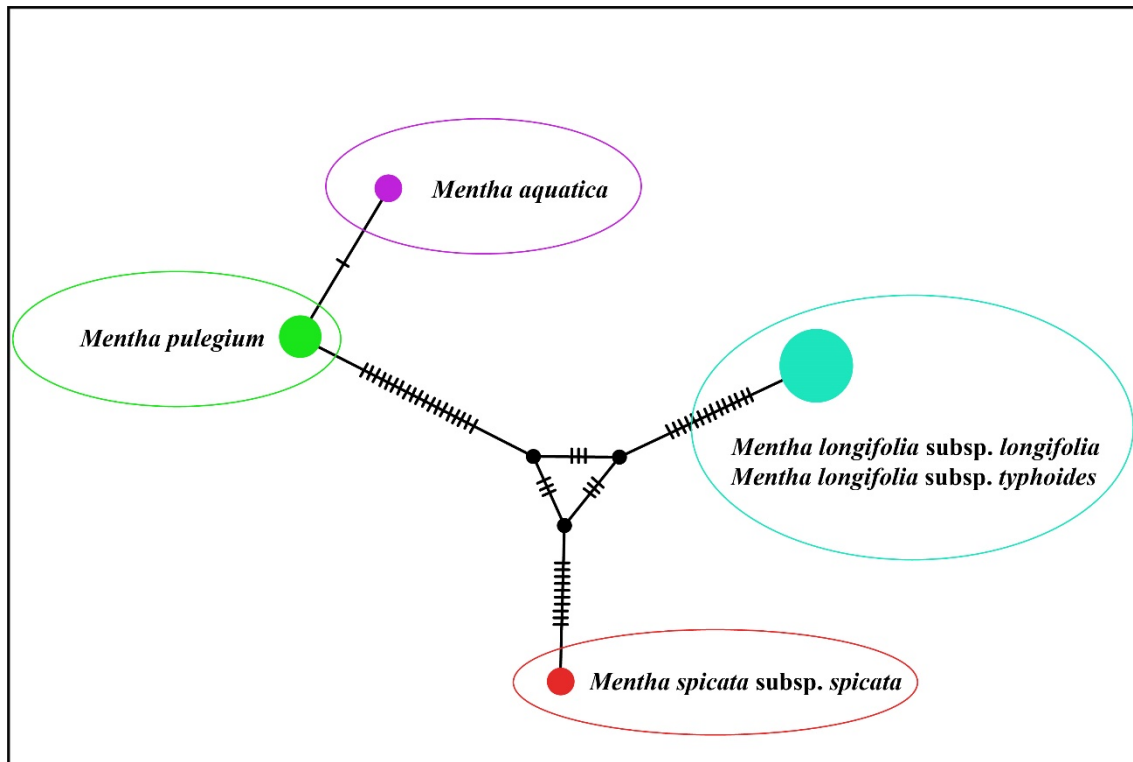 Mentha aquatica
Mentha pulegium
Mentha longifolia subsp. longifolia
Mentha longifolia subsp. typhoides
Mentha spicata subsp. spicata